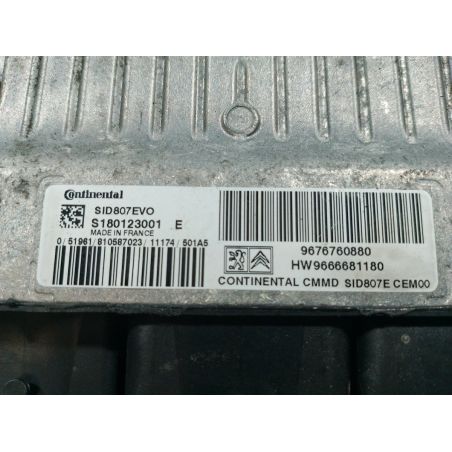 Continental
SID807EVO
S180123001 E
MADE IN FRANCE
0/51961/810587023/11174/501A5
9676760880
HW9666681180
CONTINENTAL CMMD SID807E CEM00